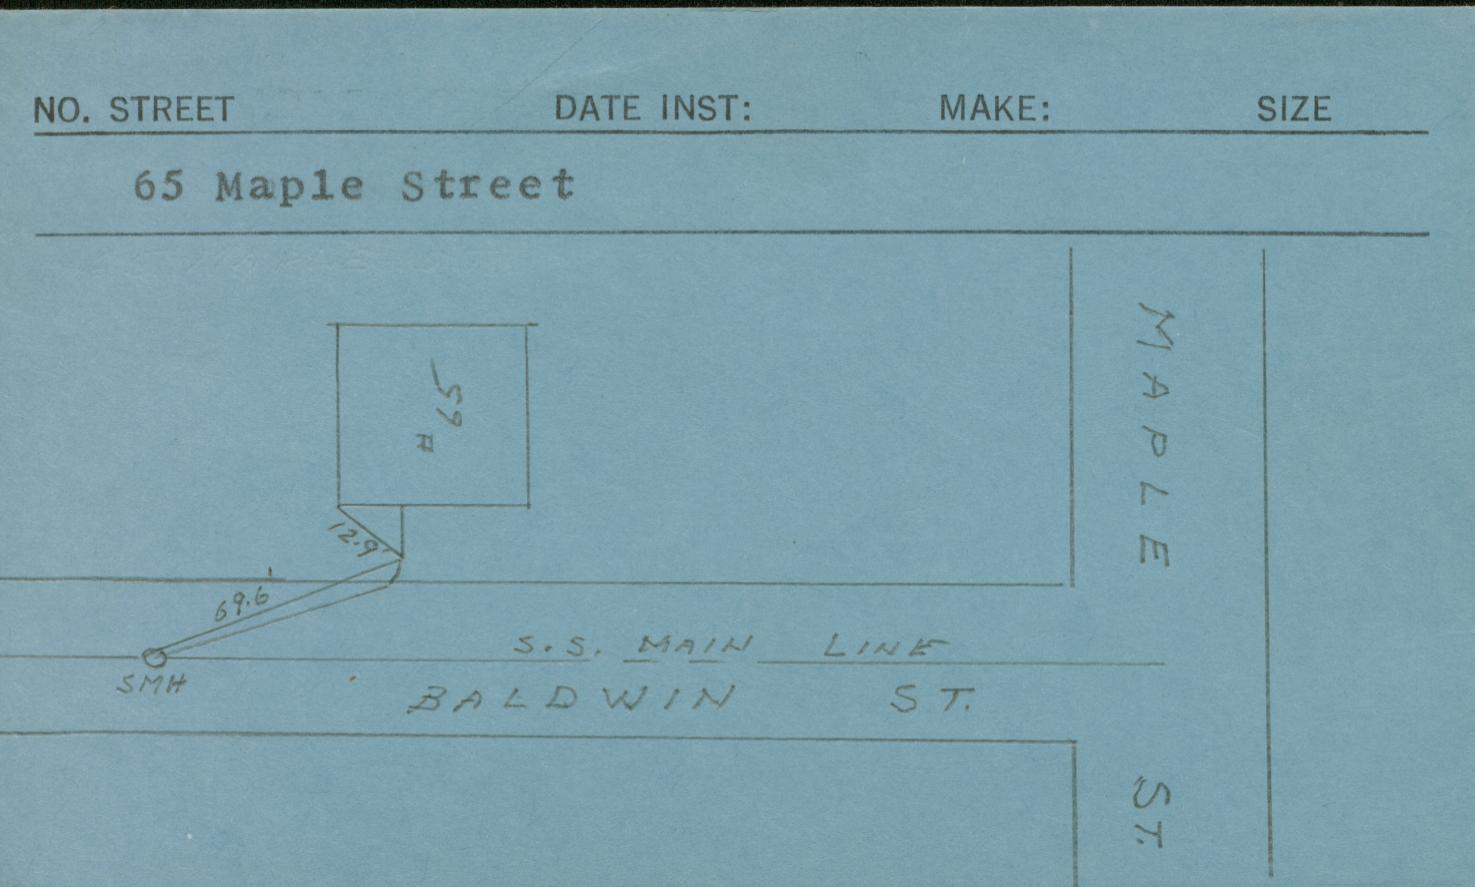 NO. STREET DATE INST: MAKE: SIZE
65 Maple Street
MAPLE ST.
# 65
12.9'
69.6'
S.S. MAIN LINE
SMH
BALDWIN ST.